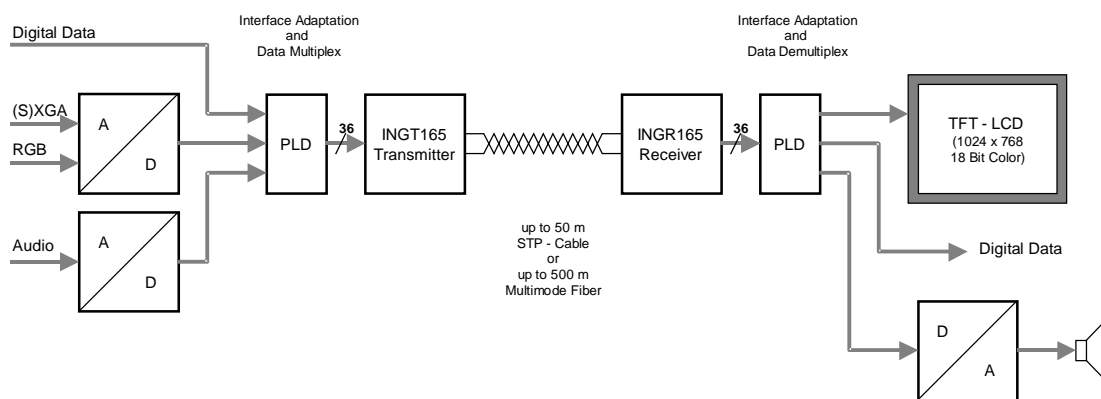 Interface Adaptation
and
Data Multiplex
Interface Adaptation
and
Data Demultiplex
Digital Data
(S)XGA
RGB
A
D
PLD
36
INGT165
Transmitter
INGR165
Receiver
36
PLD
TFT - LCD
(1024 x 768
18 Bit Color)
Audio
A
D
up to 50 m
STP - Cable
or
up to 500 m
Multimode Fiber
Digital Data
D
A